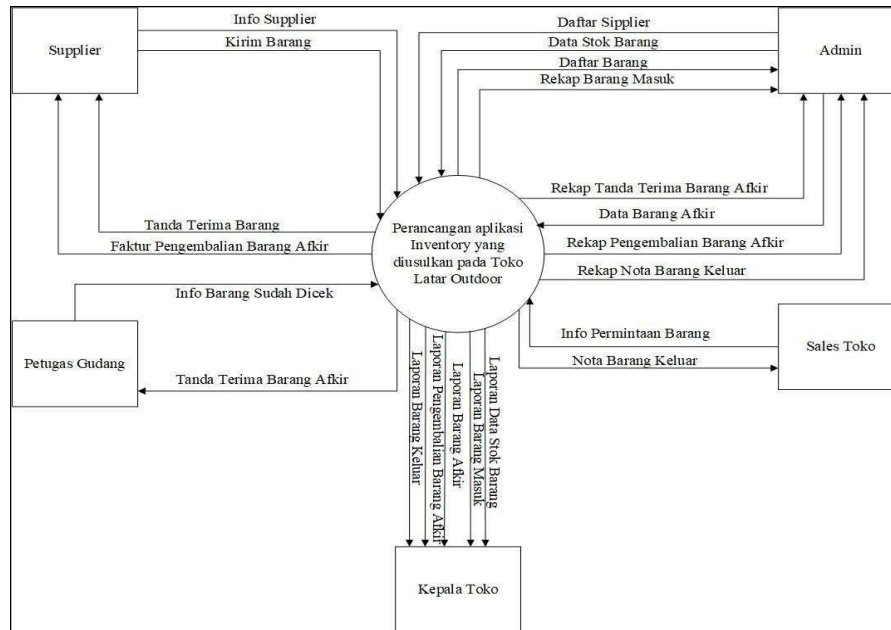 Info Supplier
Kirim Barang
Supplier
Daftar Sipplier
Data Stok Barang
Daftar Barang
Rekap Barang Masuk
Admin
Rekap Tanda Terima Barang Afkir
Data Barang Afkir
Rekap Pengembalian Barang Afkir
Rekap Nota Barang Keluar
Tanda Terima Barang
Faktur Pengembalian Barang Afkir
Perancangan aplikasi
Inventory yang
diusulkan pada Toko
Latar Outdoor
Info Barang Sudah Dicek
Petugas Gudang
Tanda Terima Barang Afkir
Info Permintaan Barang
Nota Barang Keluar
Sales Toko
Laporan Barang Keluar
Laporan Pengembalian Barang Afkir
Laporan Barang Afkir
Laporan Barang Masuk
Laporan Data Stok Barang
Kepala Toko